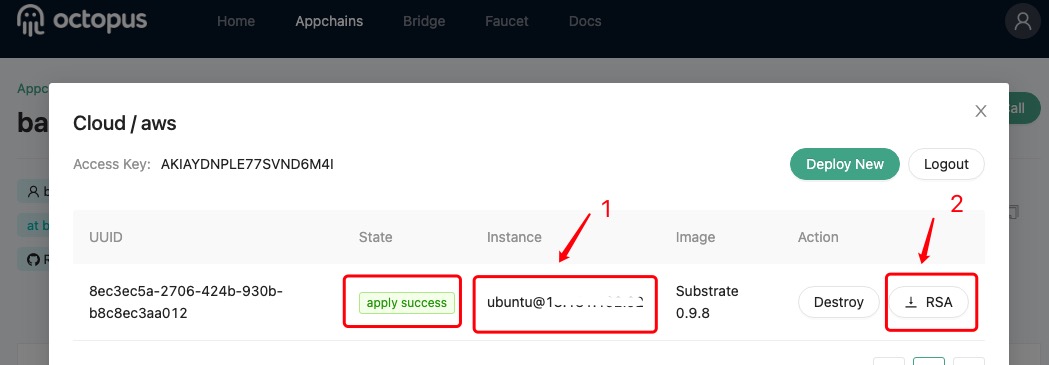 octopus Home Appchains Bridge Faucet Docs
Appc
ba
all
Cloud / aws
Access Key: AKIAYDNPLE77SVND6M4I
Deploy New Logout
1 2
UUID State Instance Image Action
8ec3ec5a-2706-424b-930b-
b8c8ec3aa012
apply success
ubuntu@1
Substrate
0.9.8
Destroy
RSA
b
at b
R